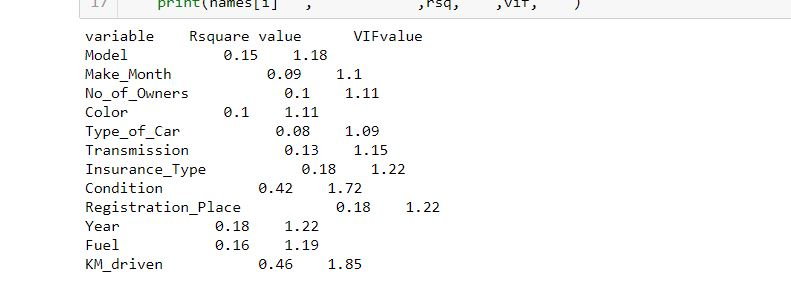 17 print(names[i] , ,rsq, ,vif, )
variable Rsquare value VIFvalue
Model 0.15 1.18
Make_Month 0.09 1.1
No_of_Owners 0.1 1.11
Color 0.1 1.11
Type_of_Car 0.08 1.09
Transmission 0.13 1.15
Insurance_Type 0.18 1.22
Condition 0.42 1.72
Registration_Place 0.18 1.22
Year 0.18 1.22
Fuel 0.16 1.19
KM_driven 0.46 1.85